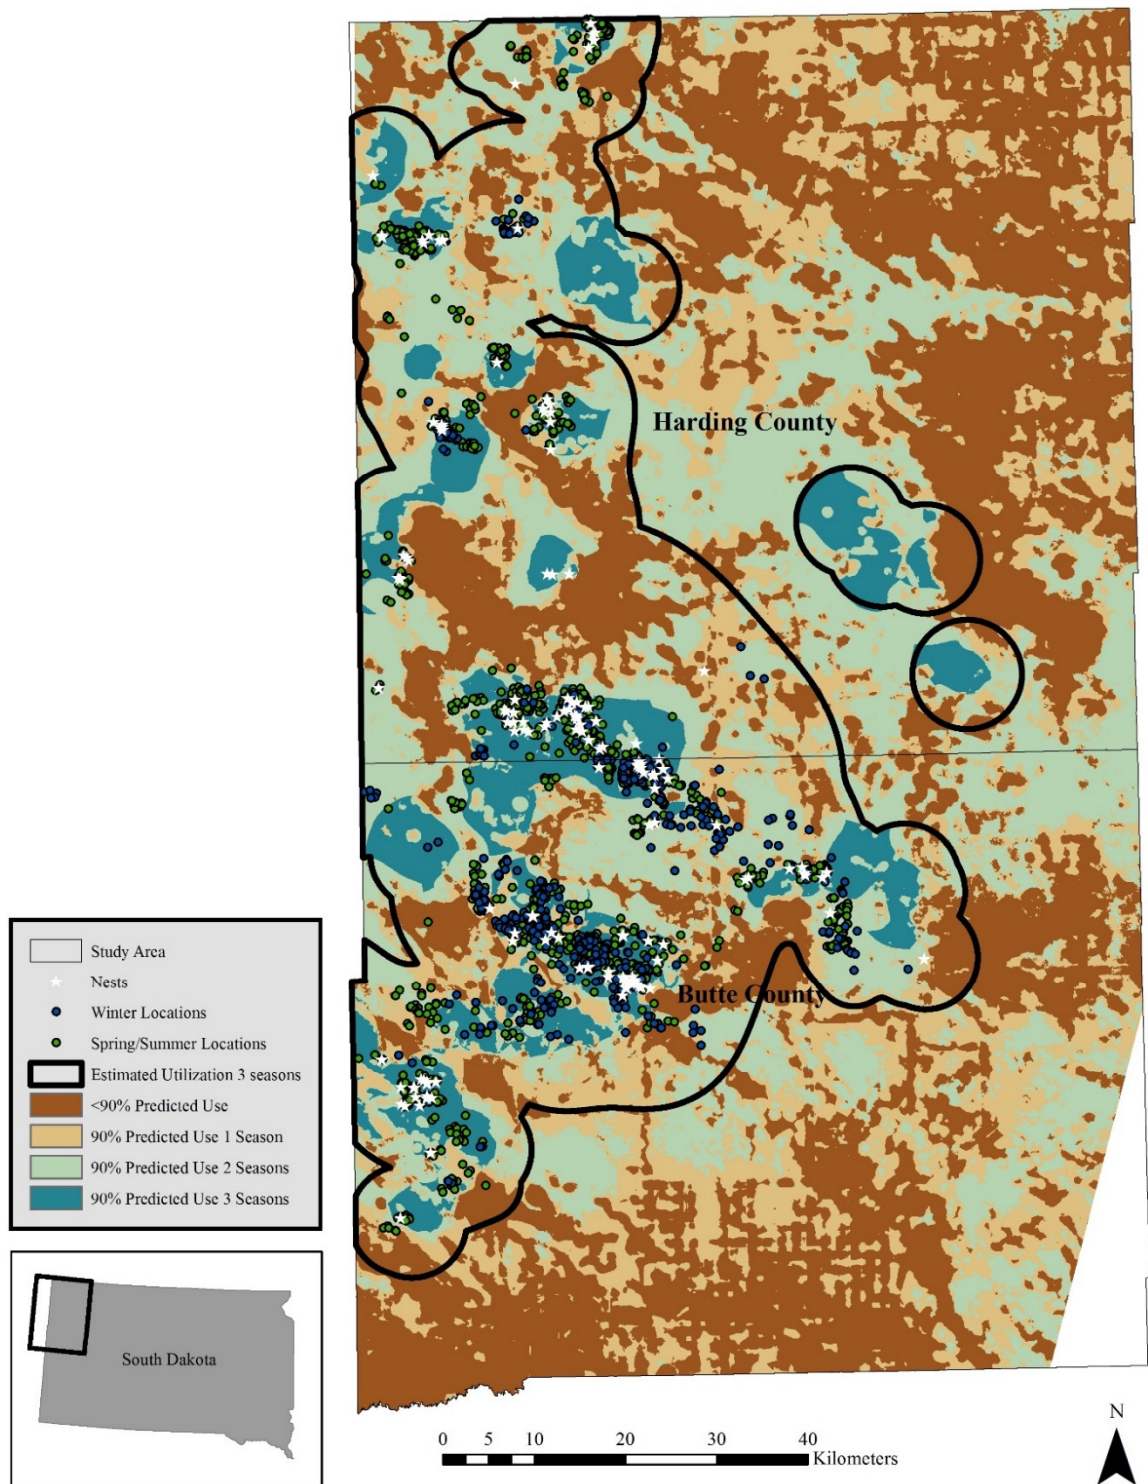 Harding County
Butte County
Study Area
Nests
Winter Locations
Spring/Summer Locations
Estimated Utilization 3 seasons
<90% Predicted Use
90% Predicted Use 1 Season
90% Predicted Use 2 Seasons
90% Predicted Use 3 Seasons
South Dakota
N
0 5 10 20 30 40
Kilometers